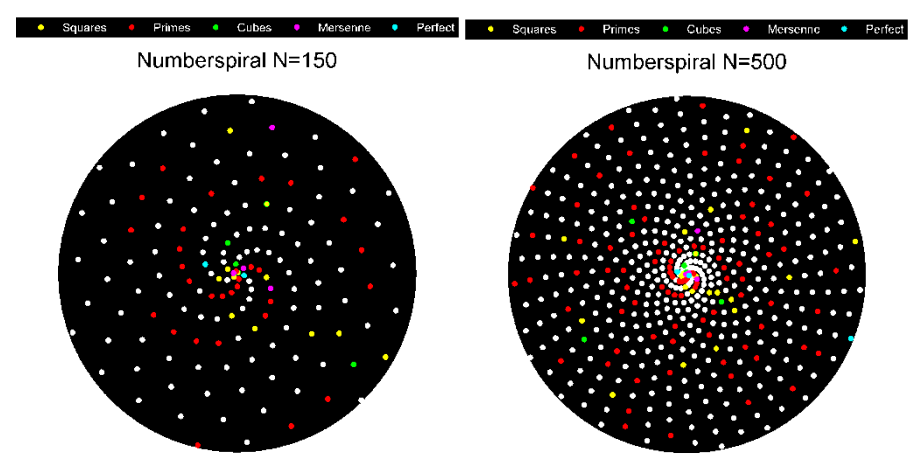 Squares Primes Cubes Mersenne Perfect
Numberspiral N=150
Squares Primes Cubes Mersenne Perfect
Numberspiral N=500